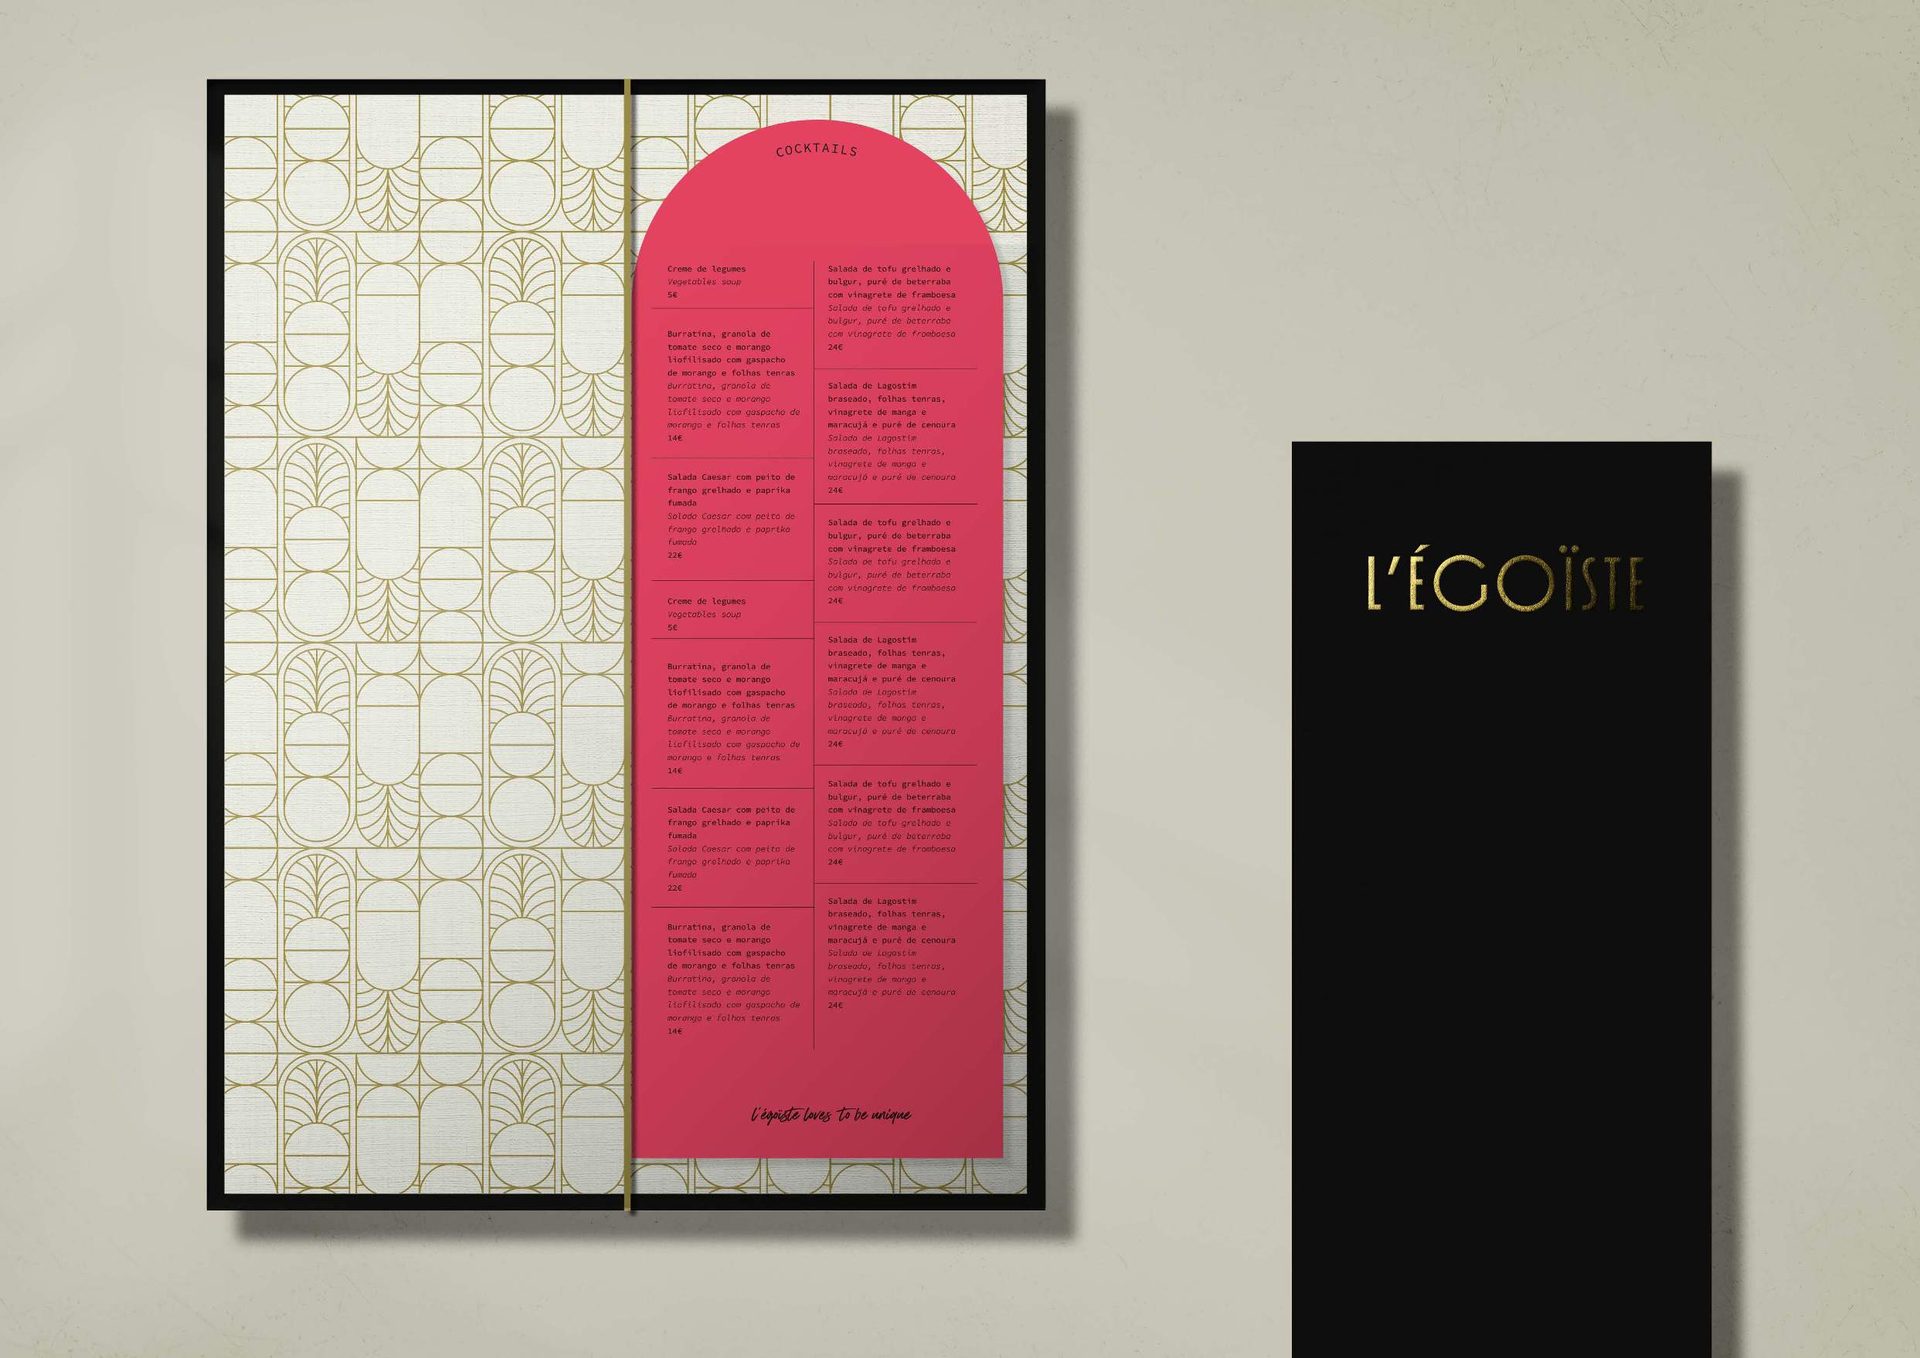 COCKTAILS
Creme de legumes
Vegetables soup
5€
Burratina, granola de
tomate seco e morango
liofilisado com gaspacho
de morango e folhas tenras
Burratina, granola de
tomate seco e morango
liofilisado com gaspacho de
morango e folhas tenras
14€
Salada Caesar com peito de
frango grelhado e paprika
fumada
Salada Caesar com peito de
frango grelhado e paprika
fumada
22€
Creme de legumes
Vegetables soup
5€
Burratina, granola de
tomate seco e morango
liofilisado com gaspacho
de morango e folhas tenras
Burratina, granola de
tomate seco e morango
liofilisado com gaspacho de
morango e folhas tenras
14€
Salada Caesar com peito de
frango grelhado e paprika
fumada
Salada Caesar com peito de
frango grelhado e paprika
fumada
22€
Burratina, granola de
tomate seco e morango
liofilisado com gaspacho
de morango e folhas tenras
Burratina, granola de
tomate seco e morango
liofilisado com gaspacho de
morango e folhas tenras
14€
Salada de tofu grelhado e
bulgur, puré de beterraba
com vinagrete de framboesa
Salada de tofu grelhado e
bulgur, puré de beterraba
com vinagrete de framboesa
24€
Salada de Lagostim
braseado, folhas tenras,
vinagrete de manga e
maracujá e puré de cenoura
Salada de Lagostim
braseado, folhas tenras,
vinagrete de manga e
maracujá e puré de cenoura
24€
Salada de tofu grelhado e
bulgur, puré de beterraba
com vinagrete de framboesa
Salada de tofu grelhado e
bulgur, puré de beterraba
com vinagrete de framboesa
24€
Salada de Lagostim
braseado, folhas tenras,
vinagrete de manga e
maracujá e puré de cenoura
Salada de Lagostim
braseado, folhas tenras,
vinagrete de manga e
maracujá e puré de cenoura
24€
Salada de tofu grelhado e
bulgur, puré de beterraba
com vinagrete de framboesa
Salada de tofu grelhado e
bulgur, puré de beterraba
com vinagrete de framboesa
24€
Salada de Lagostim
braseado, folhas tenras,
vinagrete de manga e
maracujá e puré de cenoura
Salada de Lagostim
braseado, folhas tenras,
vinagrete de manga e
maracujá e puré de cenoura
24€
l'égoïste loves to be unique
L'ÉGOÏSTE